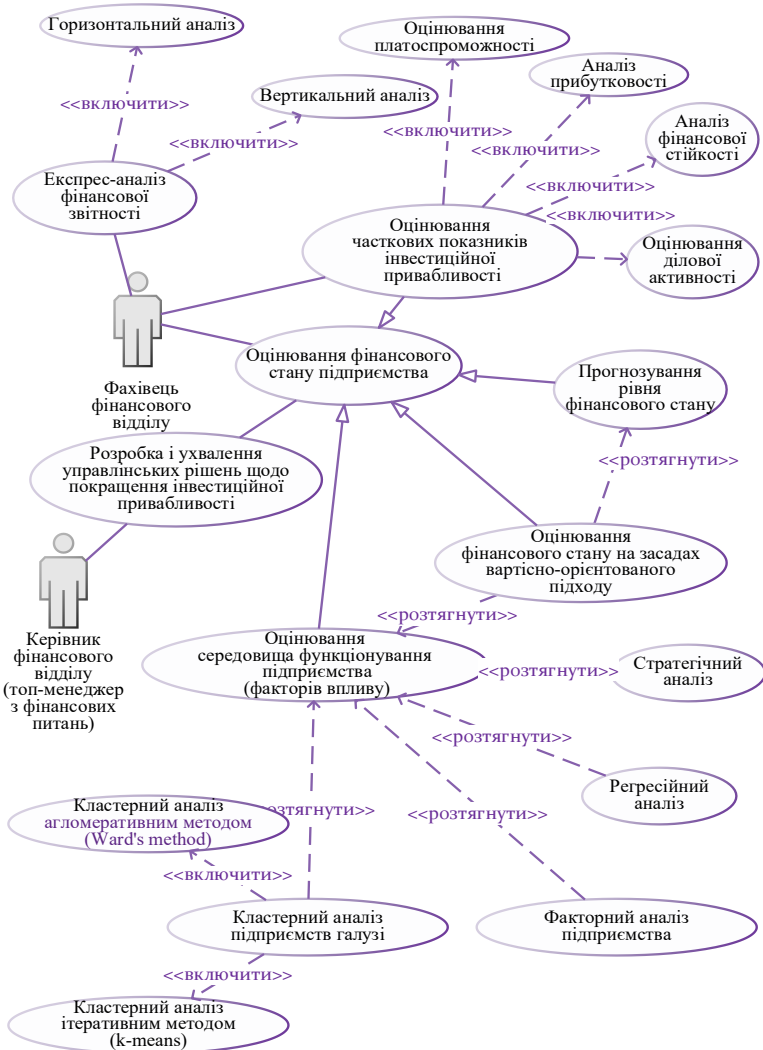 Горизонтальний аналіз
Оцінювання
платоспроможності
Аналіз
прибутковості
<<включити>>
Вертикальний аналіз
<<включити>>
<<включити>>
<<включити>>
Аналіз
фінансової
стійкості
Експрес-аналіз
фінансової
звітності
Оцінювання
часткових показників
інвестиційної
привабливості
<<включити>>
Оцінювання
ділової
активності
Фахівець
фінансового
відділу
Оцінювання фінансового
стану підприємства
Прогнозування
рівня
фінансового стану
Розробка і ухвалення
управлінських рішень щодо
покращення інвестиційної
привабливості
<<розтягнути>>
Оцінювання
фінансового стану на засадах
вартісно-орієнтованого
підходу
<<розтягнути>>
Керівник
фінансового
відділу
(топ-менеджер
з фінансових
питань)
Оцінювання
середовища функціонування
підприємства
(факторів впливу)
<<розтягнути>>
Стратегічний
аналіз
<<розтягнути>>
Регресійний
аналіз
Кластерний аналіз
агломеративним методом
(Ward's method)
розтягнути>>
<<розтягнути>>
<<включити>>
Кластерний аналіз
підприємств галузі
Факторний аналіз
підприємства
<<включити>>
Кластерний аналіз
ітеративним методом
(k-means)